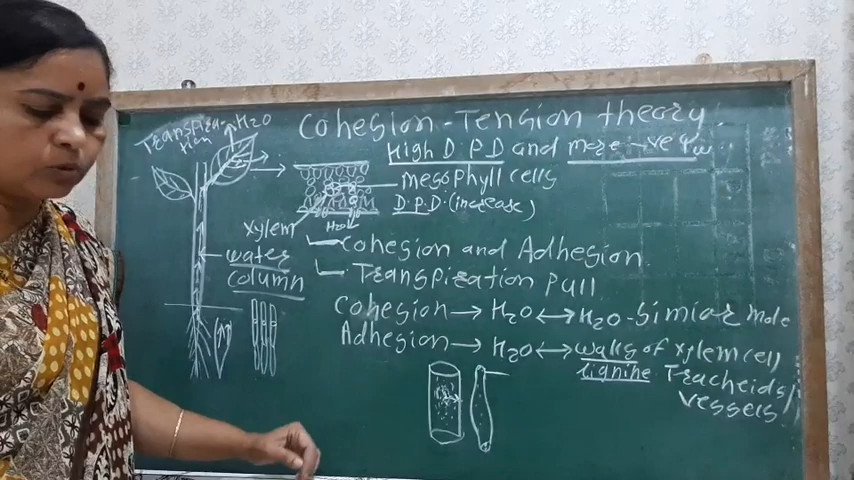 Cohesion-Tension theory.
Transpiration H2O
High D.P.D and more -ve Ψw
mesophyll cells
D.P.D.(increase)
H2O
xylem
Cohesion and Adhesion
water
column
Transpiration Pull
Cohesion → H2O ↔ H2O - Similar Mole
Adhesion → H2O ↔ walls of xylem cell
lignine Tracheids/
vessels/